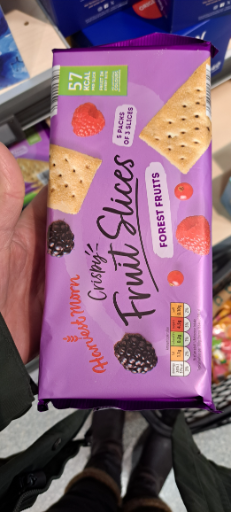 57
KCAL
5 PACKS
OF 3 SLICES
Harvest Morn
Crispy
Fruit Slices
FOREST FRUITS